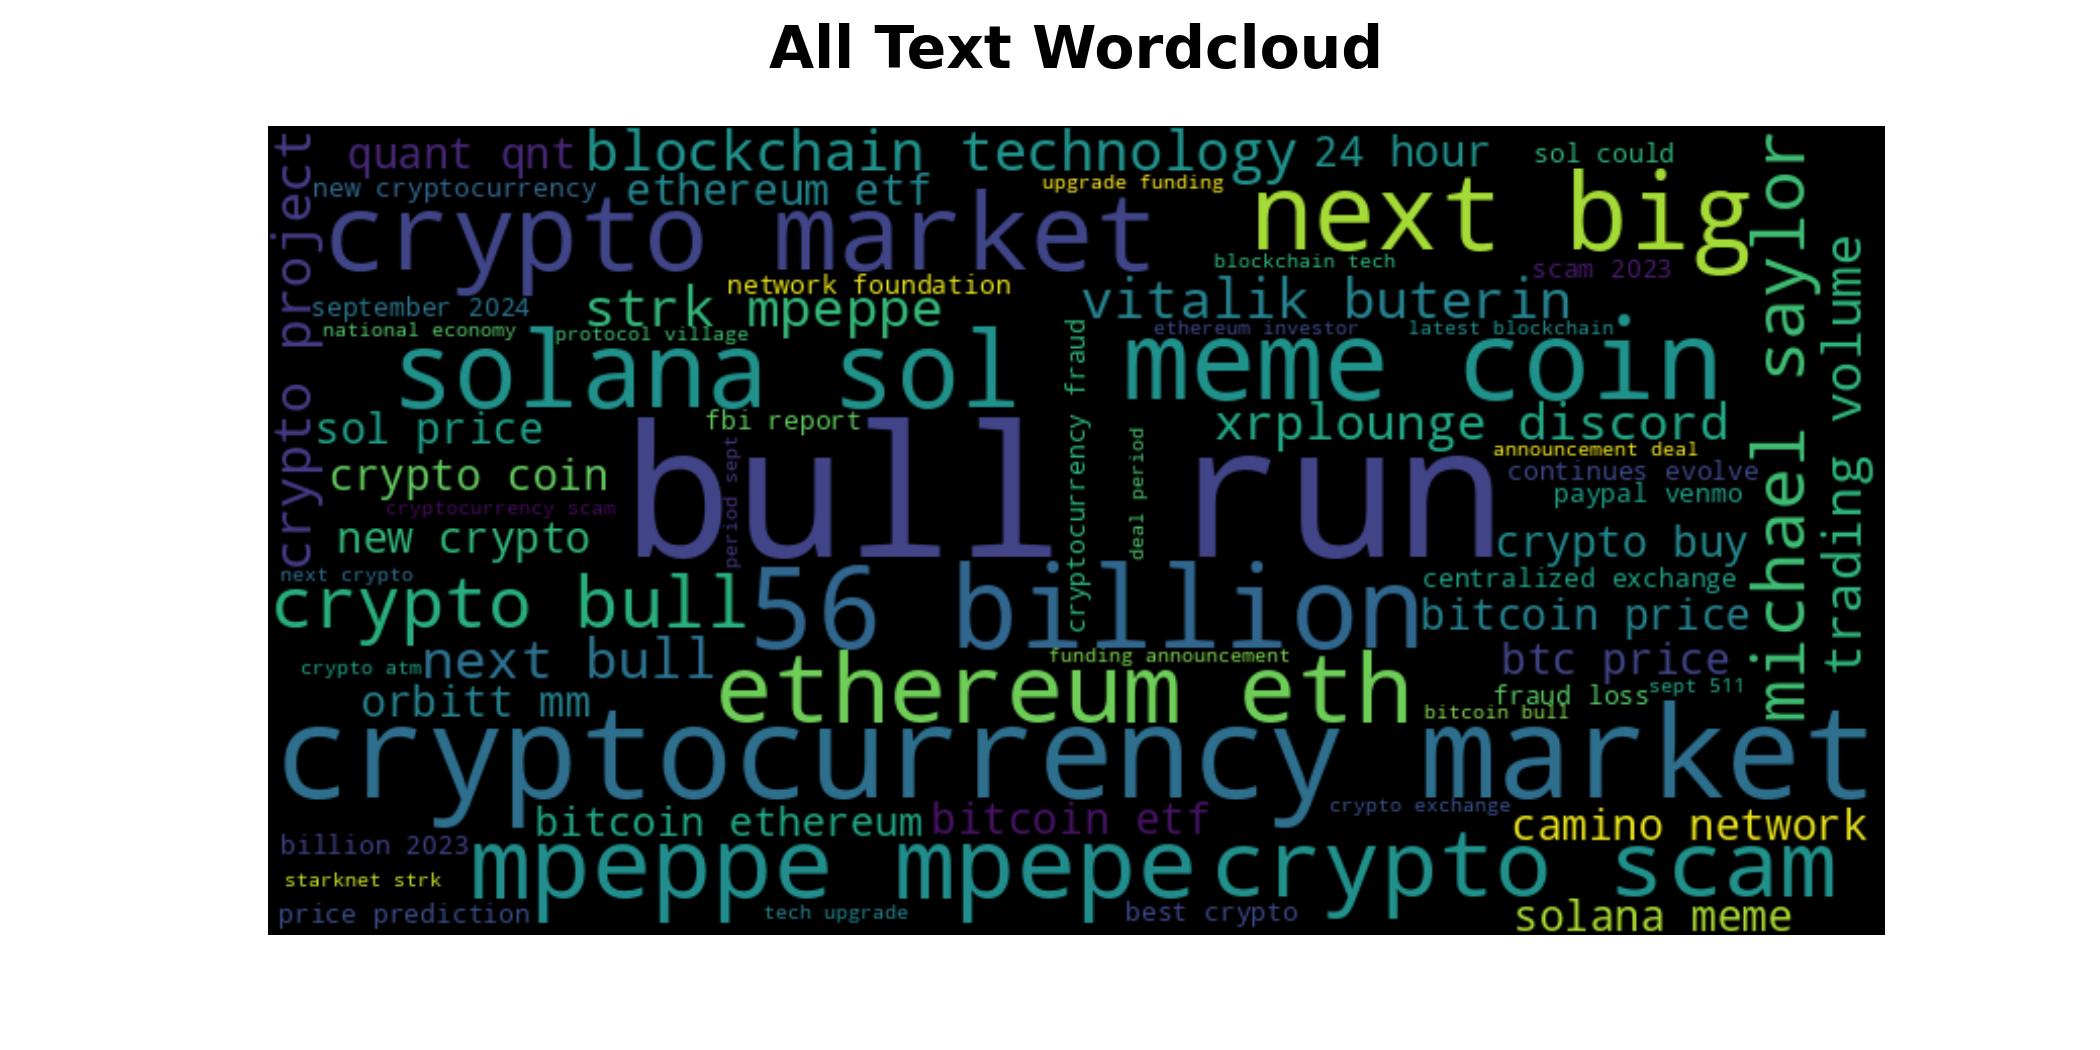 All Text Wordcloud
crypto project
quant qnt
blockchain technology
24 hour
sol could
michael saylor
new cryptocurrency
ethereum etf
upgrade funding
next big
crypto market
trading volume
blockchain tech
scam 2023
network foundation
september 2024
strk mpeppe
vitalik buterin
national economy
protocol village
cryptocurrency fraud
ethereum investor
latest blockchain
solana sol
meme coin
sol price
fbi report
xrplounge discord
bull run
period sept
deal period
announcement deal
crypto coin
continues evolve
paypal venmo
cryptocurrency scam
new crypto
crypto buy
next crypto
centralized exchange
crypto bull
56 billion
bitcoin price
next bull
funding announcement
btc price
crypto atm
ethereum eth
sept 511
fraud loss
orbitt mm
bitcoin bull
cryptocurrency market
crypto exchange
bitcoin ethereum
bitcoin etf
camino network
billion 2023
mpeppe mpepe
crypto scam
starknet strk
price prediction
tech upgrade
best crypto
solana meme